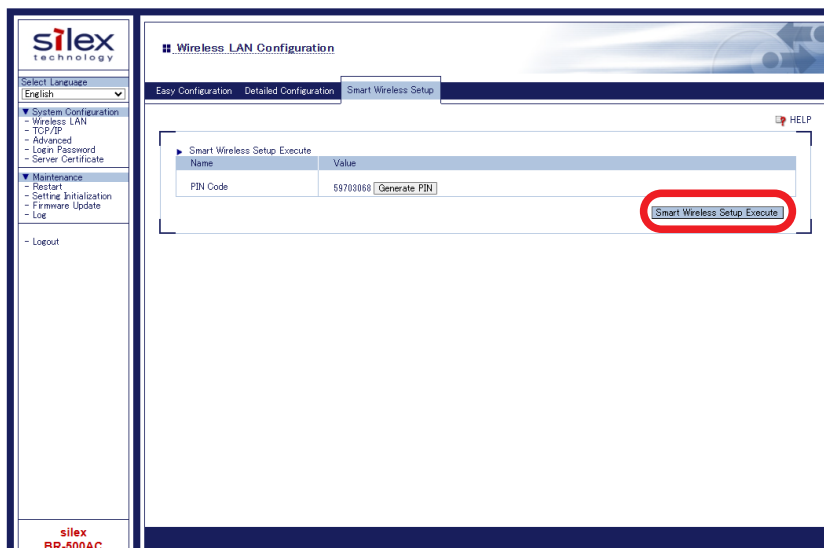 silex
technology
Select Language
English
▼ System Configuration
- Wireless LAN
- TCP/IP
- Advanced
- Login Password
- Server Certificate
▼ Maintenance
- Restart
- Setting Initialization
- Firmware Update
- Log
- Logout
silex
BR-500AC
Wireless LAN Configuration
Easy Configuration Detailed Configuration Smart Wireless Setup
HELP
Smart Wireless Setup Execute
Name Value
PIN Code 59703068 Generate PIN
Smart Wireless Setup Execute